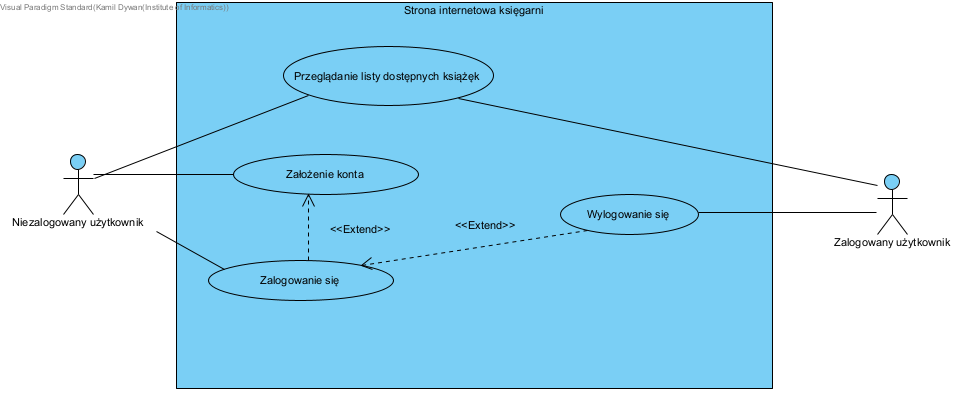 Visual Paradigm Standard(Kamil Dywan(Institute of Informatics))
Strona internetowa księgarni
Przeglądanie listy dostępnych książęk
Założenie konta
Wylogowanie się
Niezalogowany użytkownik
<<Extend>>
<<Extend>>
Zalogowany użytkownik
Zalogowanie się